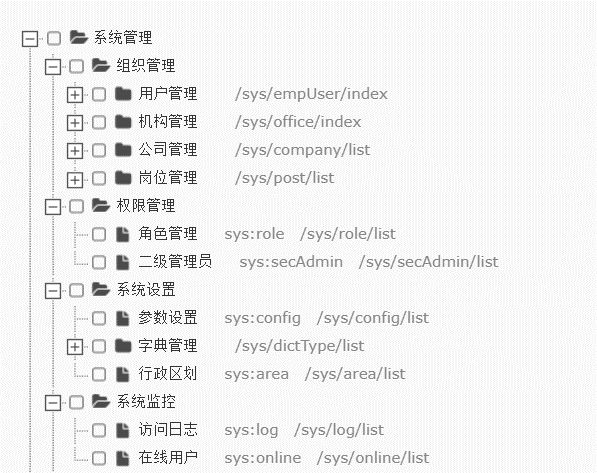 系统管理
组织管理
用户管理 /sys/empUser/index
机构管理 /sys/office/index
公司管理 /sys/company/list
岗位管理 /sys/post/list
权限管理
角色管理 sys:role /sys/role/list
二级管理员 sys:secAdmin /sys/secAdmin/list
系统设置
参数设置 sys:config /sys/config/list
字典管理 /sys/dictType/list
行政区划 sys:area /sys/area/list
系统监控
访问日志 sys:log /sys/log/list
在线用户 sys:online /sys/online/list